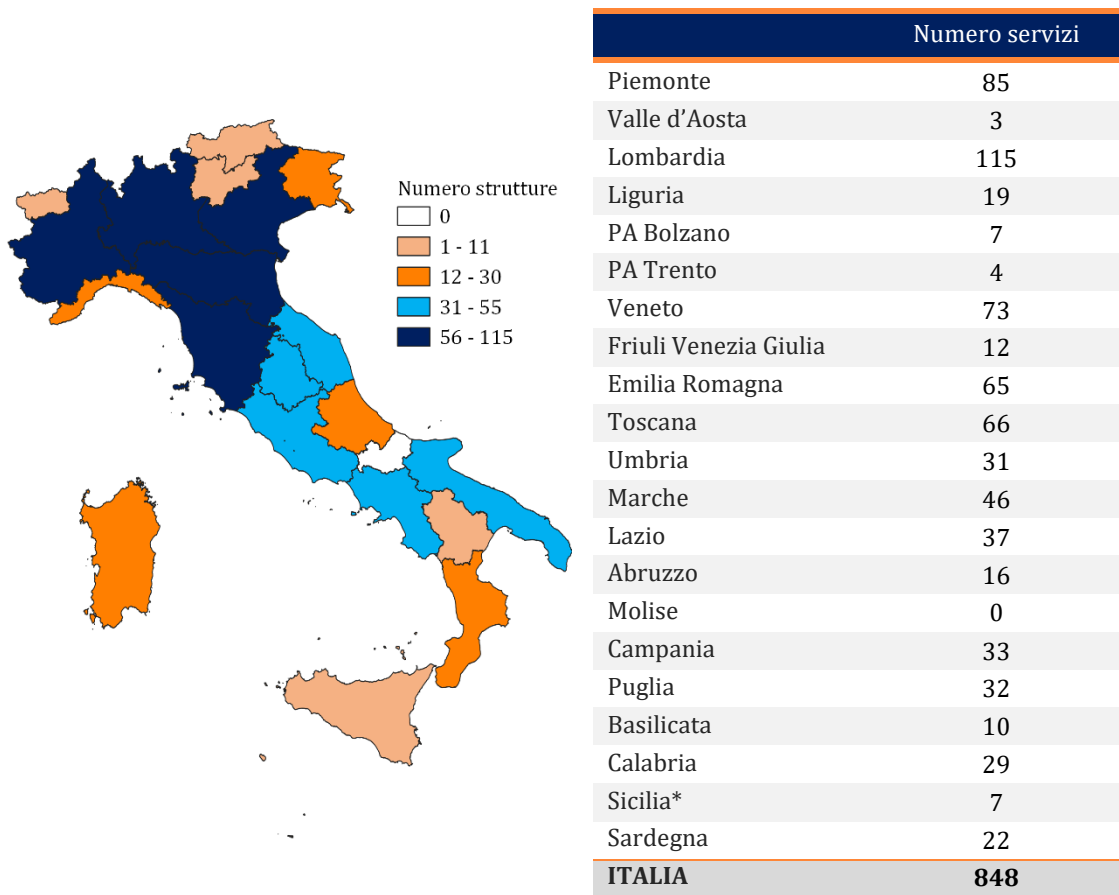 Numero strutture
0
1 - 11
12 - 30
31 - 55
56 - 115
Numero servizi
Piemonte 85
Valle d’Aosta 3
Lombardia 115
Liguria 19
PA Bolzano 7
PA Trento 4
Veneto 73
Friuli Venezia Giulia 12
Emilia Romagna 65
Toscana 66
Umbria 31
Marche 46
Lazio 37
Abruzzo 16
Molise 0
Campania 33
Puglia 32
Basilicata 10
Calabria 29
Sicilia* 7
Sardegna 22
ITALIA 848